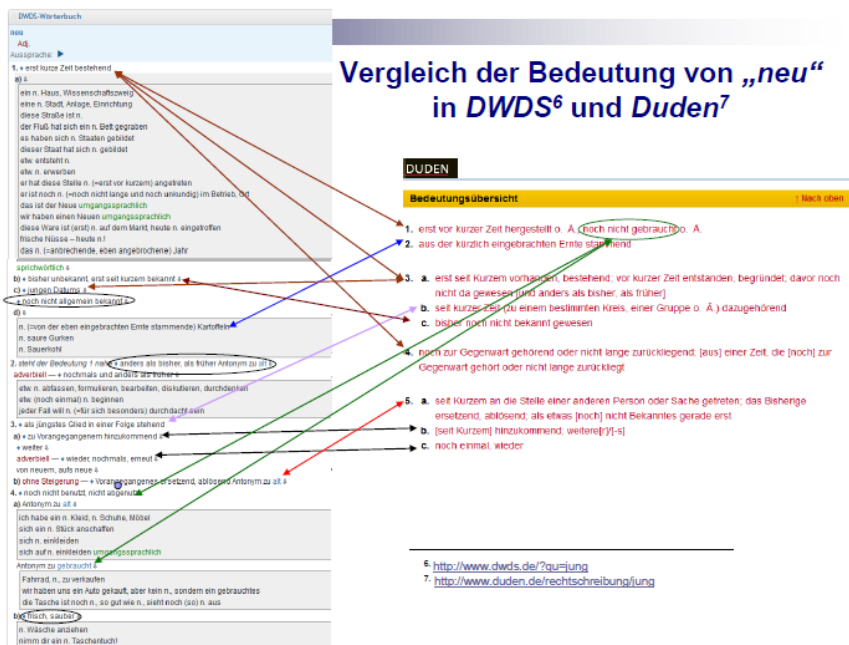 DWDS-Wörterbuch
neu
Adj.
Aussprache:
1. ♦ erst kurze Zeit bestehend
a)
ein n. Haus, Wissenschaftszweig
eine n. Stadt, Anlage, Einrichtung
diese Straße ist n.
der Fluß hat sich ein n. Bett gegraben
es haben sich n. Staaten gebildet
dieser Staat hat sich n. gebildet
etw. entsteht n.
etw. n. erwerben
er hat diese Stelle n. (=erst vor kurzem) angetreten
er ist noch n. (=noch nicht lange und noch unkundig) im Betrieb, Ort
das ist der Neue umgangssprachlich
wir haben einen Neuen umgangssprachlich
diese Ware ist (erst) n. auf dem Markt, heute n. eingetroffen
frische Nüsse – heute n.!
das n. (=anbrechende, eben angebrochene) Jahr
sprichwörtlich
b) ♦ bisher unbekannt, erst seit kurzem bekannt
c) ♦ jungen Datums
♦ noch nicht allgemein bekannt
d)
n. (=von der eben eingebrachten Ernte stammende) Kartoffeln
n. saure Gurken
n. Sauerkohl
2. steht der Bedeutung 1 nahe ♦ anders als bisher, als früher Antonym zu alt
adverbiell — ♦ nochmals und anders als früher
etw. n. abfassen, formulieren, bearbeiten, diskutieren, durchdenken
etw. (noch einmal) n. beginnen
jeder Fall will n. (=für sich besonders) durchdacht sein
3. ♦ als jüngstes Glied in einer Folge stehend
a) ♦ zu Vorangegangenem hinzukommend
♦ weiter
adverbiell — ♦ wieder, nochmals, erneut
von neuem, aufs neue
b) ohne Steigerung — ♦ Vorangegangenes ersetzend, ablösend Antonym zu alt
4. ♦ noch nicht benutzt, nicht abgenutzt
a) Antonym zu alt
ich habe ein n. Kleid, n. Schuhe, Möbel
sich ein n. Stück anschaffen
sich n. einkleiden
sich auf n. einkleiden umgangssprachlich
Antonym zu gebraucht
Fahrrad, n., zu verkaufen
wir haben uns ein Auto gekauft, aber kein n., sondern ein gebrauchtes
die Tasche ist noch n., so gut wie n., sieht noch (so) n. aus
b) ♦ frisch, sauber
n. Wäsche anziehen
nimm dir ein n. Taschentuch!
Vergleich der Bedeutung von „neu“
in DWDS⁶ und Duden⁷
DUDEN
Bedeutungsübersicht ↑ Nach oben
1. erst vor kurzer Zeit hergestellt o. Ä., noch nicht gebraucht o. Ä.
2. aus der kürzlich eingebrachten Ernte stammend
3. a. erst seit Kurzem vorhanden, bestehend; vor kurzer Zeit entstanden, begründet; davor noch
nicht da gewesen [und anders als bisher, als früher]
b. seit kurzer Zeit (zu einem bestimmten Kreis, einer Gruppe o. Ä.) dazugehörend
c. bisher noch nicht bekannt gewesen
4. noch zur Gegenwart gehörend oder nicht lange zurückliegend; [aus] einer Zeit, die [noch] zur
Gegenwart gehört oder nicht lange zurückliegt
5. a. seit Kurzem an die Stelle einer anderen Person oder Sache getreten; das Bisherige
ersetzend, ablösend; als etwas [noch] nicht Bekanntes gerade erst
b. [seit Kurzem] hinzukommend; weitere[r]/[-s]
c. noch einmal, wieder
6. http://www.dwds.de/?qu=jung
7. http://www.duden.de/rechtschreibung/jung